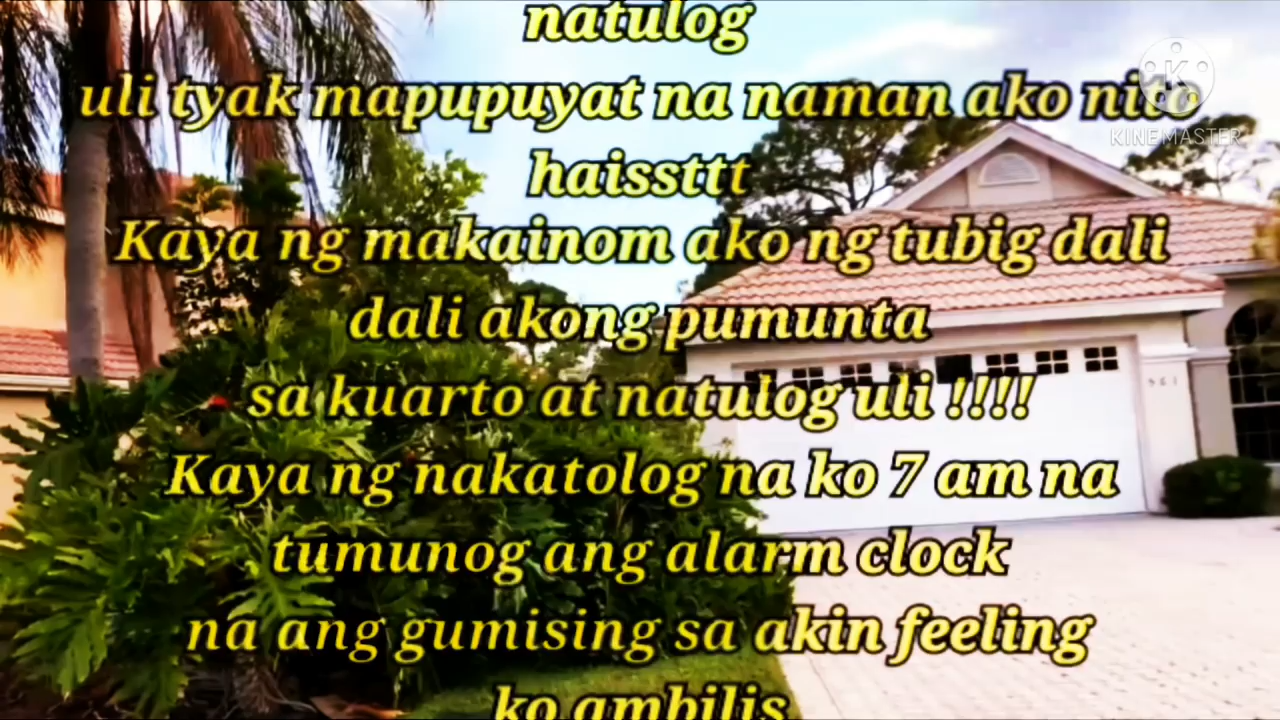 natulog
uli tyak mapupuyat na naman ako nito
haissttt
Kaya ng makainom ako ng tubig dali
dali akong pumunta
sa kuarto at natulog uli !!!!
Kaya ng nakatolog na ko 7 am na
tumunog ang alarm clock
na ang gumising sa akin feeling
ko ambilis
K
KINEMASTER